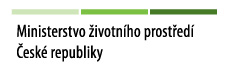 Ministerstvo životního prostředí
České republiky